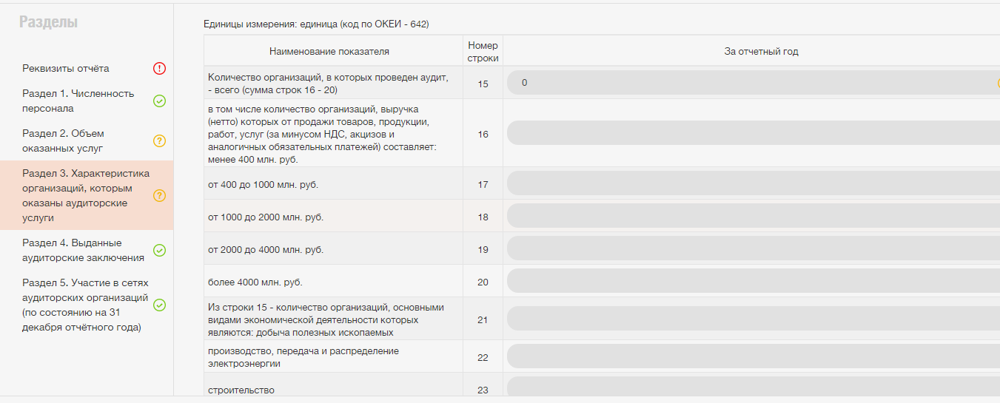 Разделы
Реквизиты отчёта
Раздел 1. Численность
персонала
Раздел 2. Объем
оказанных услуг
Раздел 3. Характеристика
организаций, которым
оказаны аудиторские
услуги
Раздел 4. Выданные
аудиторские заключения
Раздел 5. Участие в сетях
аудиторских организаций
(по состоянию на 31
декабря отчётного года)
Единицы измерения: единица (код по ОКЕИ - 642)
Наименование показателя
Номер
строки
За отчетный год
Количество организаций, в которых проведен аудит,
- всего (сумма строк 16 - 20)
15
0
в том числе количество организаций, выручка
(нетто) которых от продажи товаров, продукции,
работ, услуг (за минусом НДС, акцизов и
аналогичных обязательных платежей) составляет:
менее 400 млн. руб.
16
от 400 до 1000 млн. руб.
17
от 1000 до 2000 млн. руб.
18
от 2000 до 4000 млн. руб.
19
более 4000 млн. руб.
20
Из строки 15 - количество организаций, основными
видами экономической деятельности которых
являются: добыча полезных ископаемых
21
производство, передача и распределение
электроэнергии
22
строительство
23